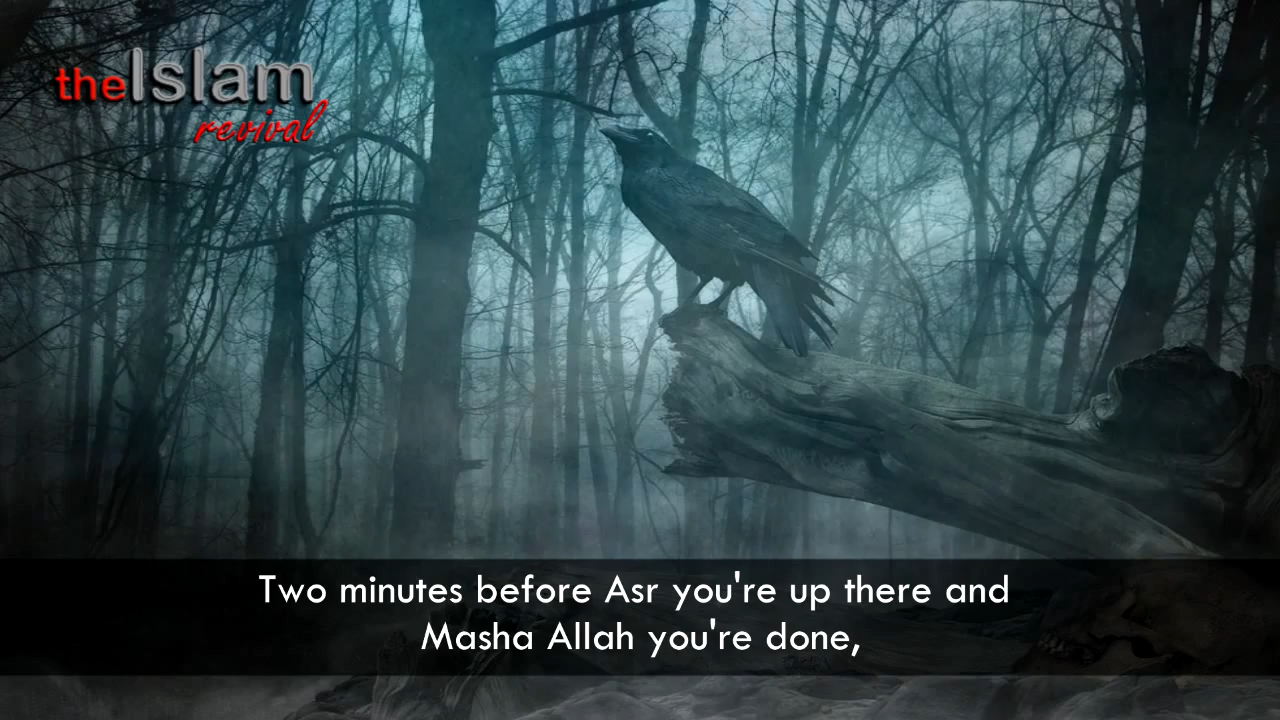 theIslam
revival
Two minutes before Asr you're up there and
Masha Allah you're done,